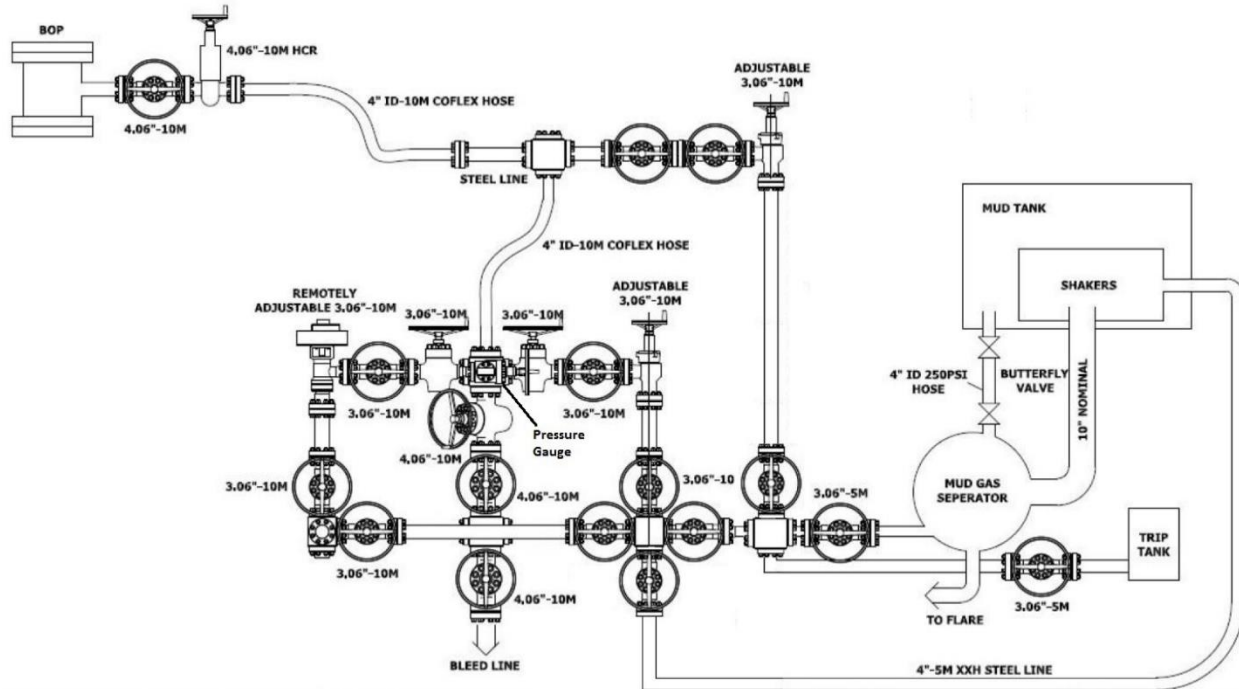 BOP
4.06"-10M HCR
4.06"-10M
4" ID-10M COFLEX HOSE
STEEL LINE
ADJUSTABLE
3.06"-10M
4" ID-10M COFLEX HOSE
MUD TANK
SHAKERS
REMOTELY
ADJUSTABLE 3.06"-10M
3.06"-10M
3.06"-10M
ADJUSTABLE
3.06"-10M
4" ID 250PSI
HOSE
BUTTERFLY
VALVE
10" NOMINAL
3.06"-10M
3.06"-10M
Pressure
Gauge
4.06"-10M
3.06"-10M
4.06"-10M
3.06"-10
3.06"-5M
MUD GAS
SEPERATOR
TRIP
TANK
3.06"-10M
4.06"-10M
3.06"-5M
TO FLARE
BLEED LINE
4"-5M XXH STEEL LINE